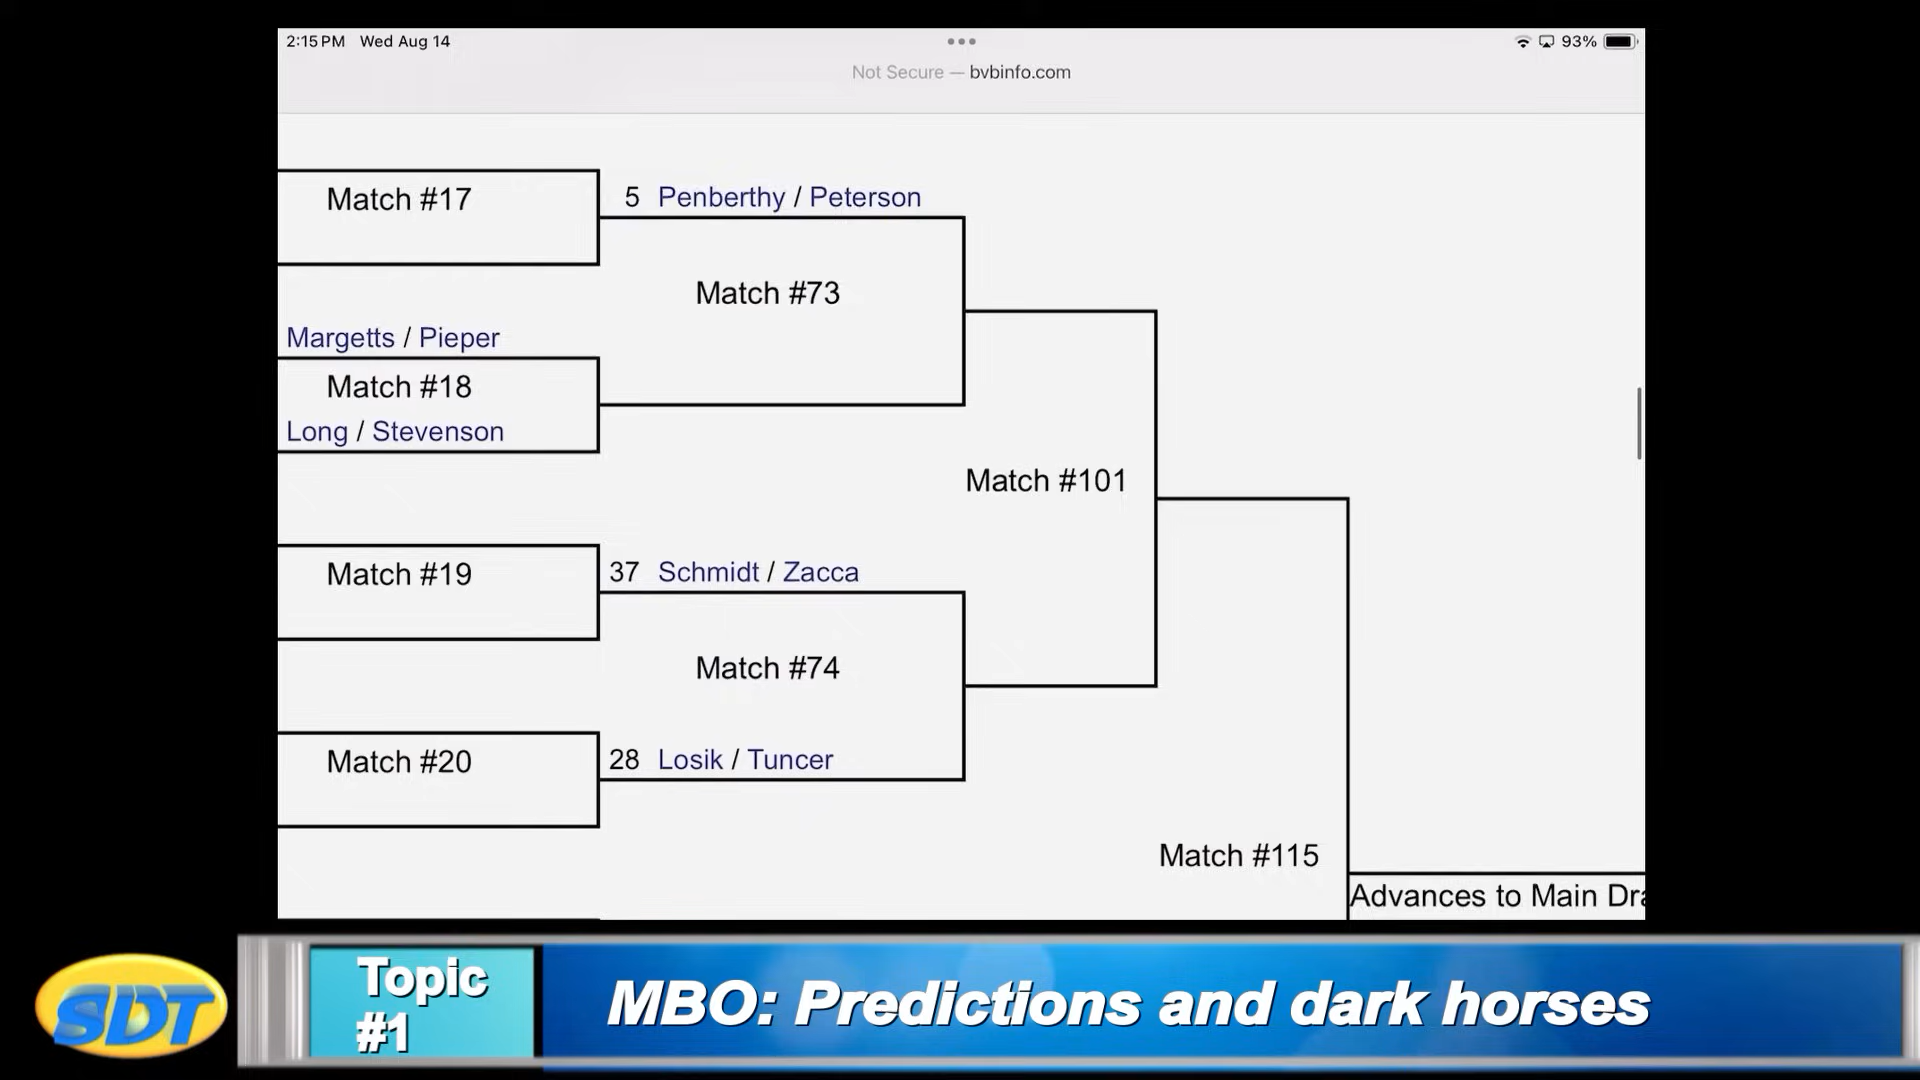 2:15 PM Wed Aug 14
93%
Not Secure — bvbinfo.com
Match #17
5 Penberthy / Peterson
Match #73
Margetts / Pieper
Match #18
Long / Stevenson
Match #101
Match #19
37 Schmidt / Zacca
Match #74
Match #20
28 Losik / Tuncer
Match #115
Advances to Main Dra
SDT
Topic
#1
MBO: Predictions and dark horses